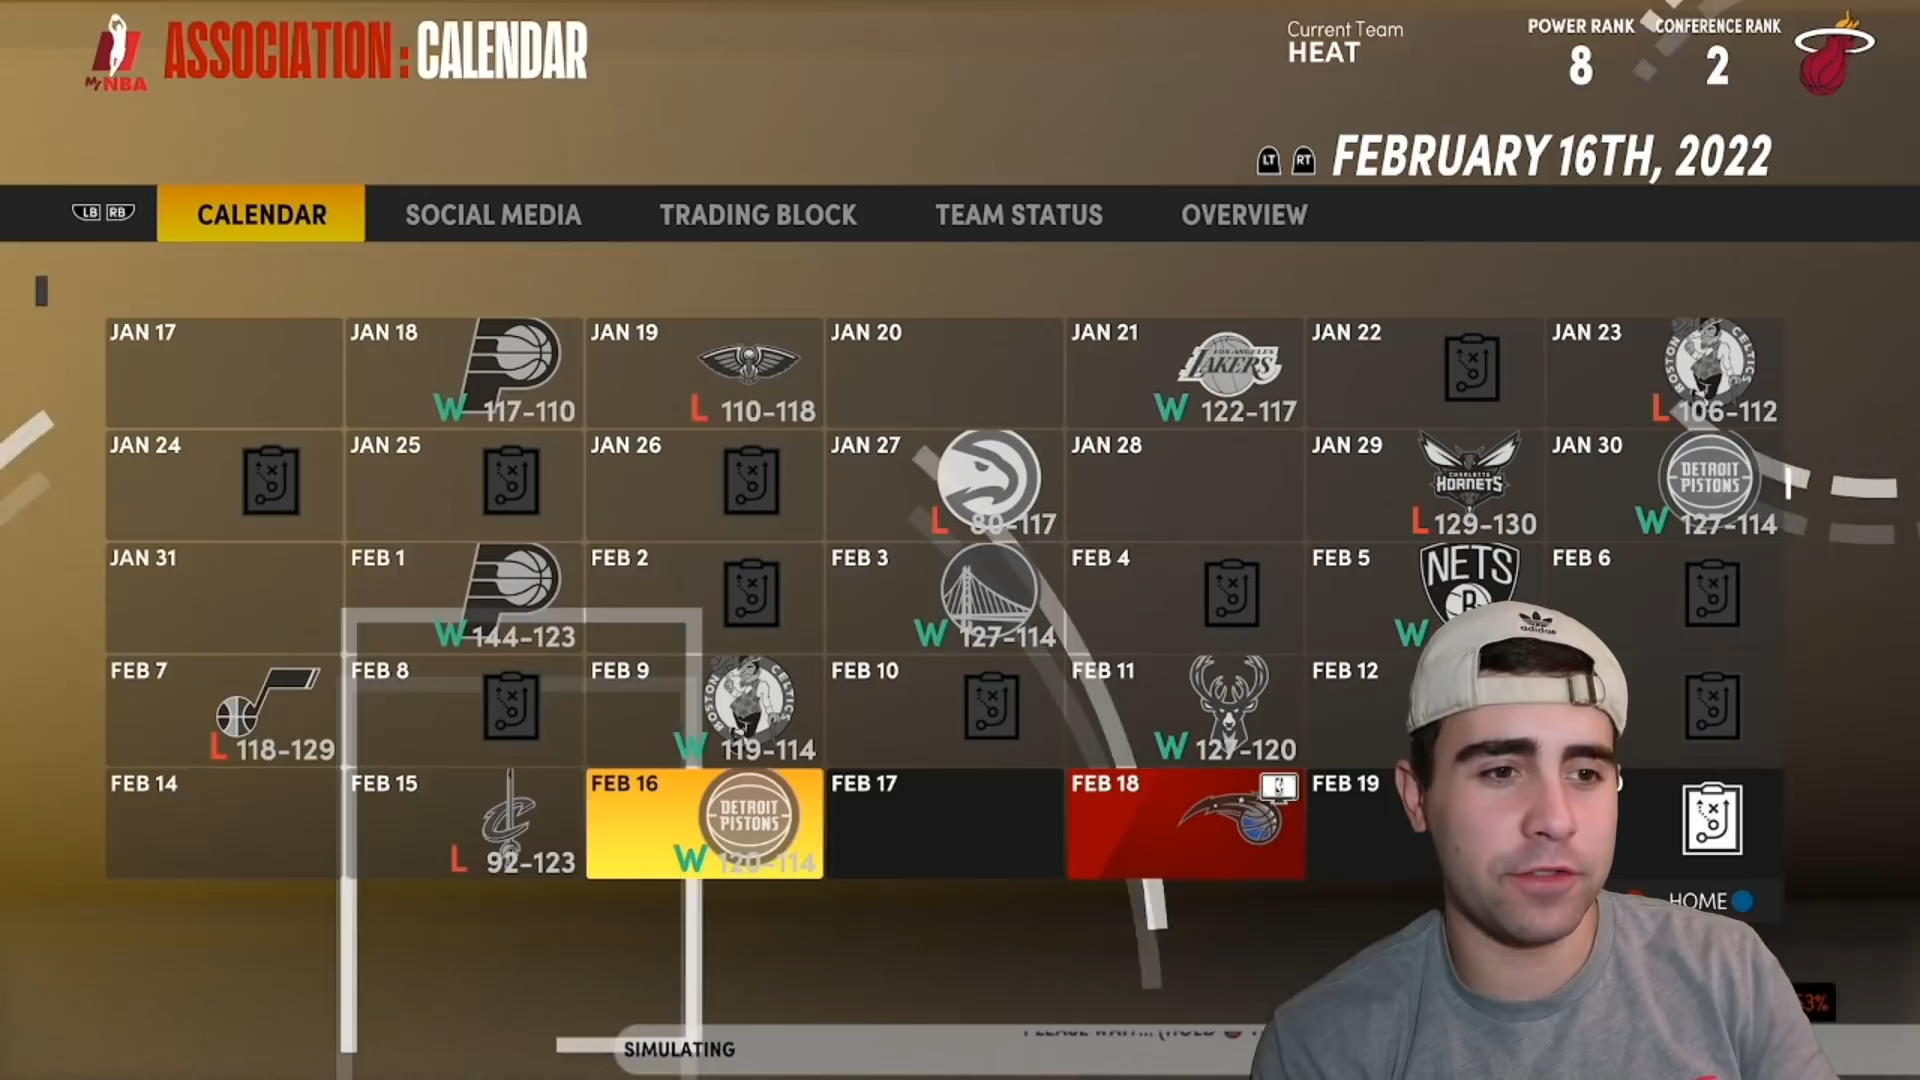 Current Team
HEAT
POWER RANK
8
CONFERENCE RANK
2
My NBA
ASSOCIATION : CALENDAR
LT RT FEBRUARY 16TH, 2022
LB RB CALENDAR SOCIAL MEDIA TRADING BLOCK TEAM STATUS OVERVIEW
JAN 17
JAN 18
W 117-110
JAN 19
L 110-118
JAN 20
JAN 21
LOS ANGELES
LAKERS
W 122-117
JAN 22
JAN 23
BOSTON CELTICS
L 106-112
JAN 24
JAN 25
JAN 26
JAN 27
L 80-117
JAN 28
JAN 29
CHARLOTTE
HORNETS
L 129-130
JAN 30
DETROIT
PISTONS
W 127-114
JAN 31
FEB 1
W 144-123
FEB 2
FEB 3
W 127-114
FEB 4
FEB 5
NETS
B
W
FEB 6
FEB 7
L 118-129
FEB 8
FEB 9
BOSTON CELTICS
W 119-114
FEB 10
FEB 11
W 127-120
FEB 12
FEB 14
FEB 15
L 92-123
FEB 16
DETROIT
PISTONS
W 120-114
FEB 17
FEB 18
FEB 19
adidas
HOME
SIMULATING